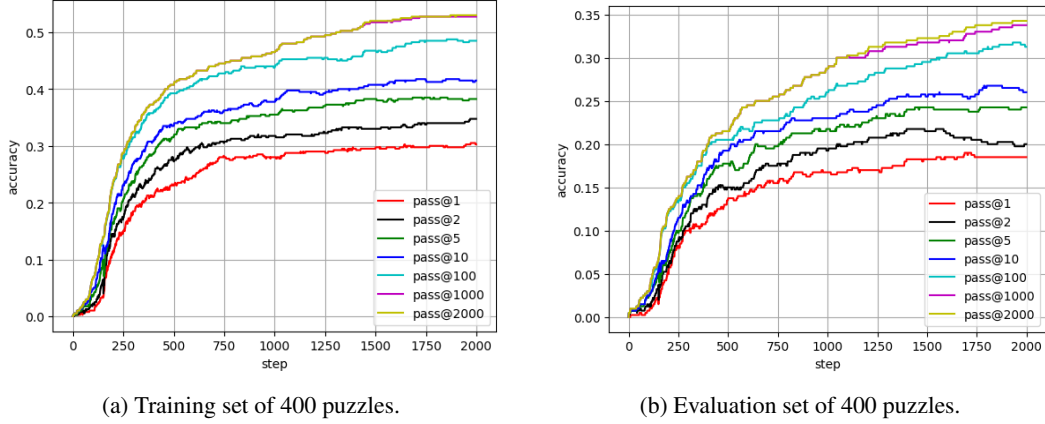 0.5
0.4
0.3
0.2
0.1
0.0
accuracy
0 250 500 750 1000 1250 1500 1750 2000
step
pass@1
pass@2
pass@5
pass@10
pass@100
pass@1000
pass@2000
(a) Training set of 400 puzzles.
0.35
0.30
0.25
0.20
0.15
0.10
0.05
0.00
accuracy
0 250 500 750 1000 1250 1500 1750 2000
step
pass@1
pass@2
pass@5
pass@10
pass@100
pass@1000
pass@2000
(b) Evaluation set of 400 puzzles.